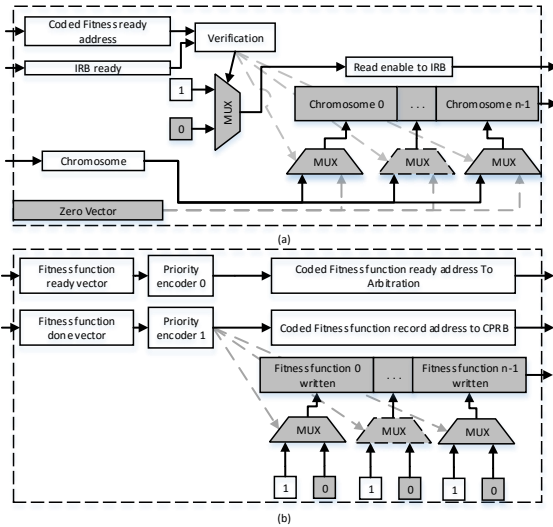 Coded Fitness ready
address
Verification
IRB ready
1
MUX
Read enable to IRB
0
Chromosome 0
. . .
Chromosome n-1
Chromosome
MUX
MUX
MUX
Zero Vector
(a)
Fitness function
ready vector
Priority
encoder 0
Coded Fitness function ready address To
Arbitration
Fitness function
done vector
Priority
encoder 1
Coded Fitness function record address to CPRB
Fitness function 0
written
. . .
Fitness function n-1
written
MUX
MUX
MUX
1
0
1
0
1
0
(b)